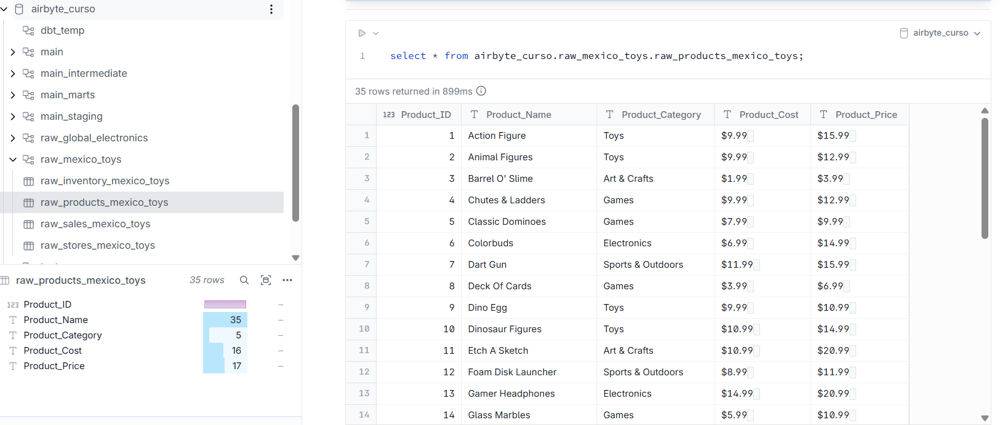 airbyte_curso
dbt_temp
main
main_intermediate
main_marts
main_staging
raw_global_electronics
raw_mexico_toys
raw_inventory_mexico_toys
raw_products_mexico_toys
raw_sales_mexico_toys
raw_stores_mexico_toys
raw_products_mexico_toys 35 rows
123 Product_ID –
T Product_Name 35 –
T Product_Category 5 –
T Product_Cost 16 –
T Product_Price 17 –
airbyte_curso
1 select * from airbyte_curso.raw_mexico_toys.raw_products_mexico_toys;
35 rows returned in 899ms
123 Product_ID T Product_Name T Product_Category T Product_Cost T Product_Price
1 1 Action Figure Toys $9.99 $15.99
2 2 Animal Figures Toys $9.99 $12.99
3 3 Barrel O' Slime Art & Crafts $1.99 $3.99
4 4 Chutes & Ladders Games $9.99 $12.99
5 5 Classic Dominoes Games $7.99 $9.99
6 6 Colorbuds Electronics $6.99 $14.99
7 7 Dart Gun Sports & Outdoors $11.99 $15.99
8 8 Deck Of Cards Games $3.99 $6.99
9 9 Dino Egg Toys $9.99 $10.99
10 10 Dinosaur Figures Toys $10.99 $14.99
11 11 Etch A Sketch Art & Crafts $10.99 $20.99
12 12 Foam Disk Launcher Sports & Outdoors $8.99 $11.99
13 13 Gamer Headphones Electronics $14.99 $20.99
14 14 Glass Marbles Games $5.99 $10.99